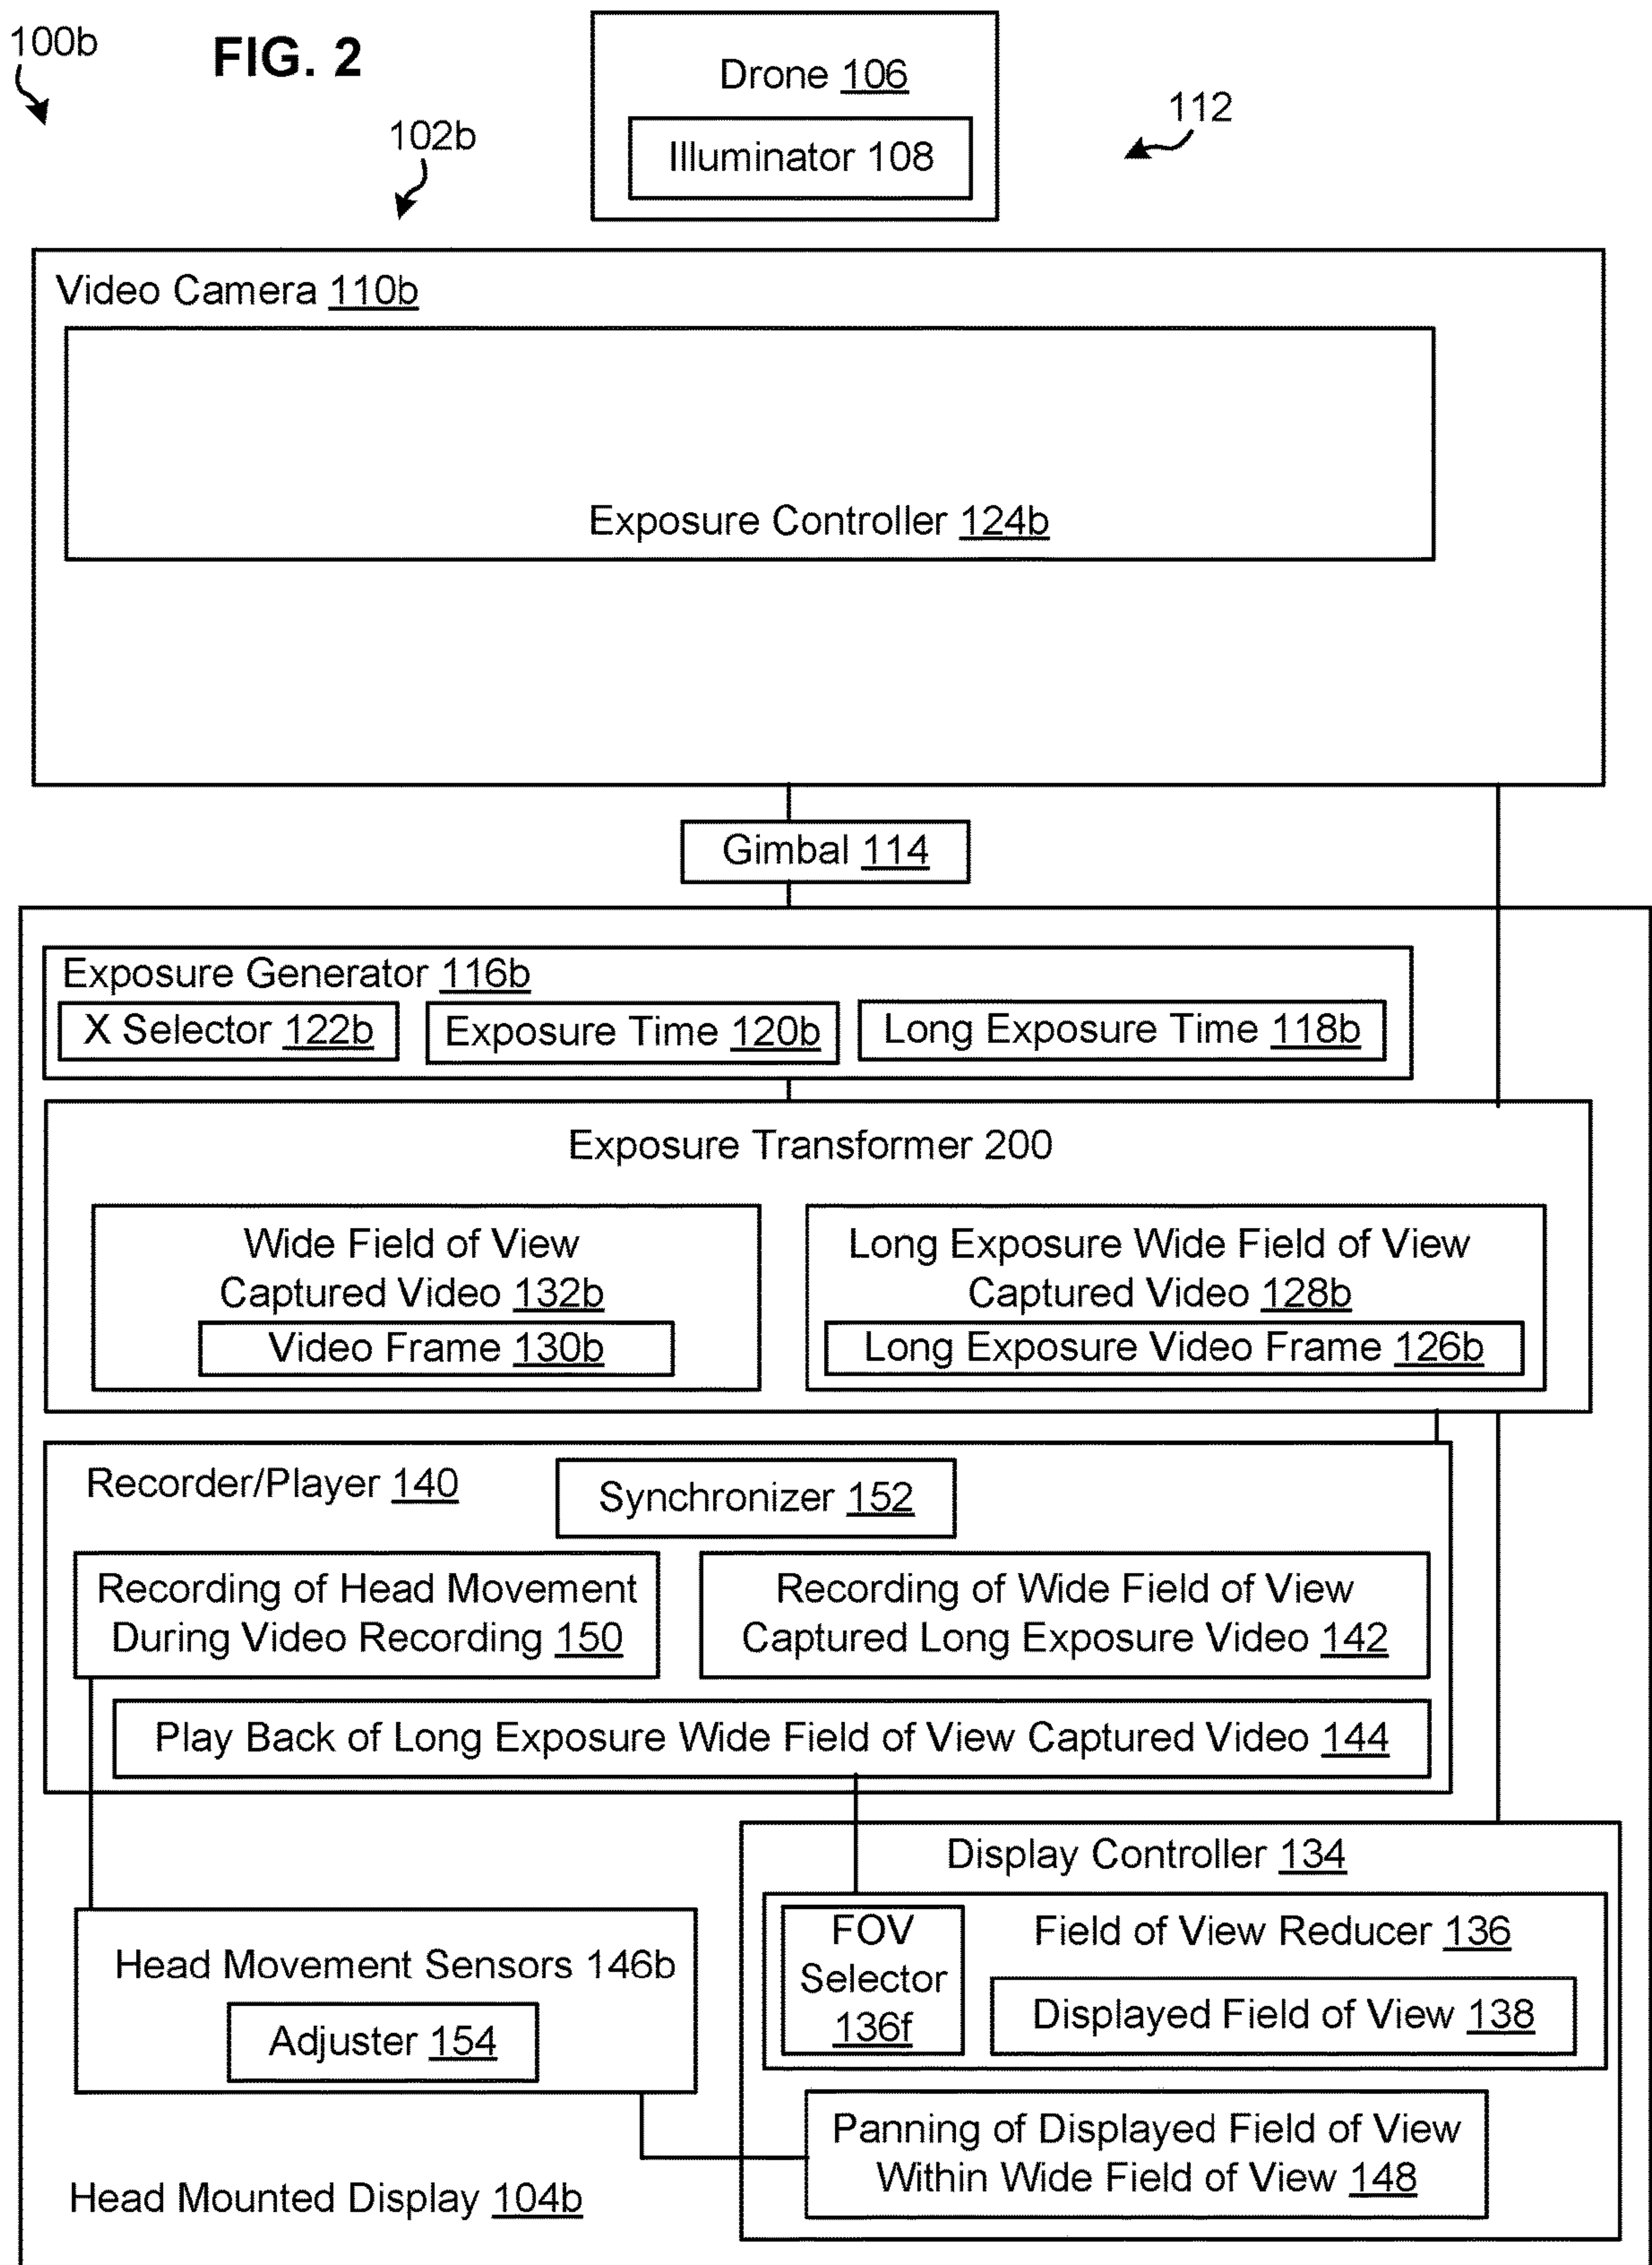 100b
FIG. 2
Drone 106
112
102b
Illuminator 108
Video Camera 110b
Exposure Controller 124b
Gimbal 114
Exposure Generator 116b
X Selector 122b
Exposure Time 120b
Long Exposure Time 118b
Exposure Transformer 200
Wide Field of View
Captured Video 132b
Video Frame 130b
Long Exposure Wide Field of View
Captured Video 128b
Long Exposure Video Frame 126b
Recorder/Player 140
Synchronizer 152
Recording of Head Movement
During Video Recording 150
Recording of Wide Field of View
Captured Long Exposure Video 142
Play Back of Long Exposure Wide Field of View Captured Video 144
Display Controller 134
FOV
Selector
136f
Field of View Reducer 136
Displayed Field of View 138
Head Movement Sensors 146b
Adjuster 154
Panning of Displayed Field of View
Within Wide Field of View 148
Head Mounted Display 104b